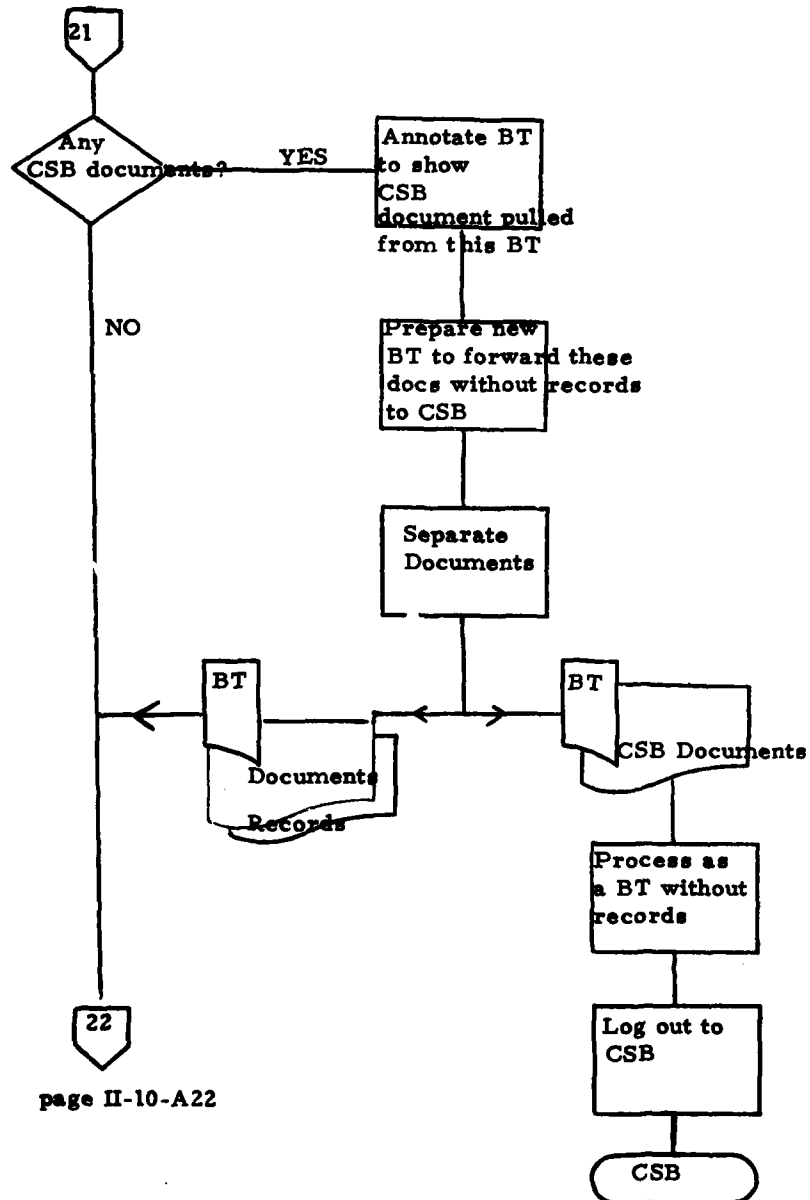 21
Any
CSB documents?
YES
Annotate BT
to show
CSB
document pulled
from this BT
NO
Prepare new
BT to forward these
docs without records
to CSB
Separate
Documents
BT
Documents
Records
BT
CSB Documents
Process as
a BT without
records
Log out to
CSB
22
page II-10-A22
CSB